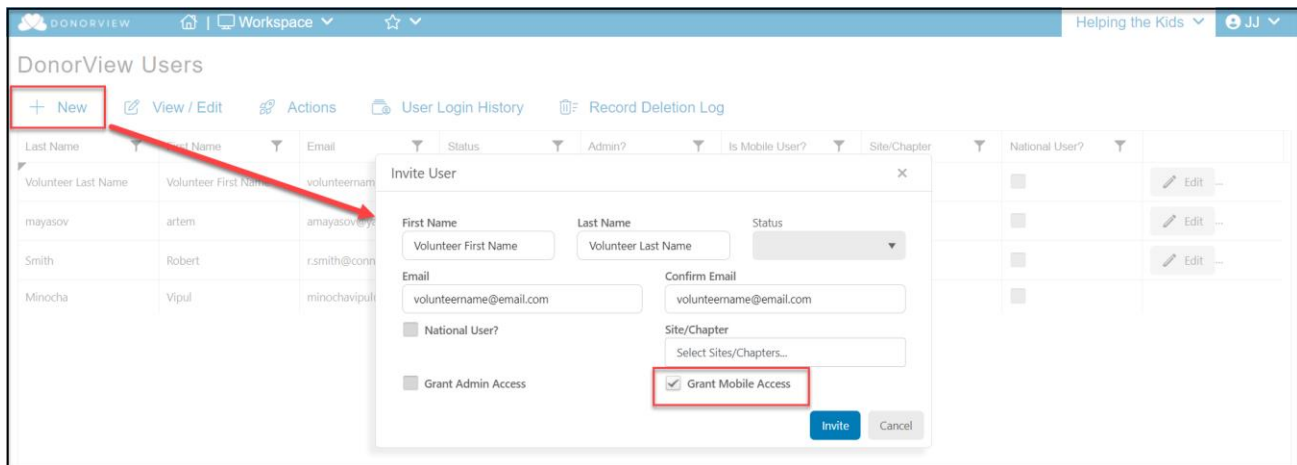 DONORVIEW | Workspace Helping the Kids JJ
DonorView Users
+ New View / Edit Actions User Login History Record Deletion Log
Last Name First Name Email Status Admin? Is Mobile User? Site/Chapter National User?
Volunteer Last Name Volunteer First Name volunteernam Edit ...
mayasov artem Edit ...
Smith Robert r.smith@conn Edit ...
Minocha Vipul minochavipul
Invite User
First Name Last Name Status
Volunteer First Name Volunteer Last Name
Email Confirm Email
volunteername@email.com volunteername@email.com
National User? Site/Chapter
Select Sites/Chapters...
Grant Admin Access Grant Mobile Access
Invite Cancel